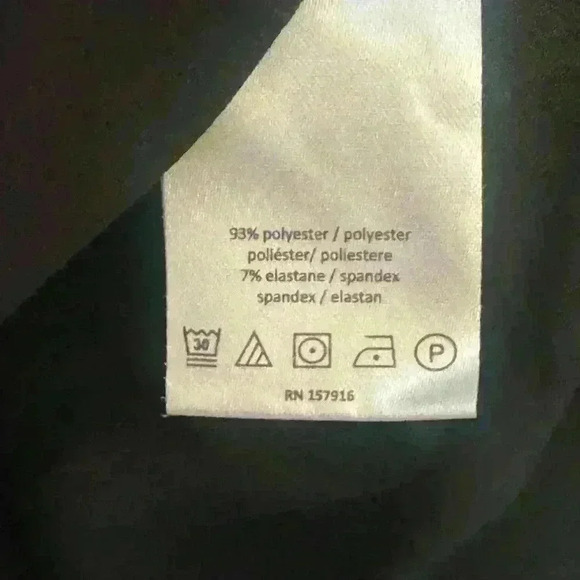 93% polyester / polyester
poliéster/ poliestere
7% elastane / spandex
spandex / elastan
30 P
RN 157916